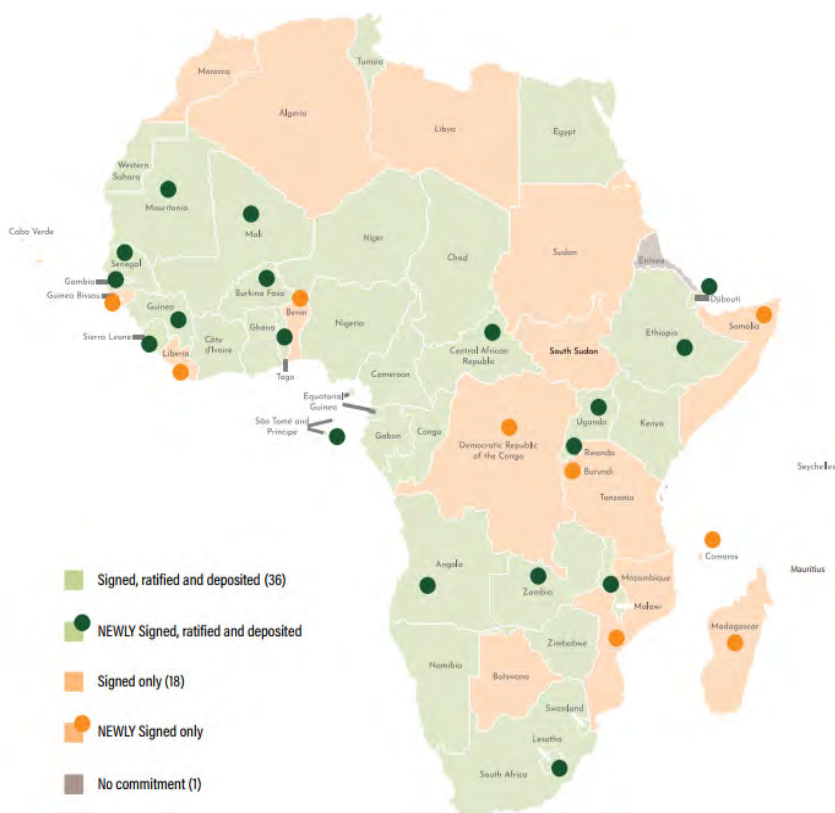 Tunisia
Morocco
Algeria
Libya
Egypt
Western
Sahara
Mauritania
Mali
Niger
Chad
Sudan
Eritrea
Cabo Verde
Senegal
Gambia
Guinea Bissau
Burkina Faso
Benin
Djibouti
Guinea
Nigeria
Ethiopia
Somalia
Sierra Leone
Côte
d'Ivoire
Ghana
Liberia
Togo
Central African
Republic
South Sudan
Cameroon
Equatorial
Guinea
São Tomé and
Príncipe
Gabon
Congo
Democratic Republic
of the Congo
Uganda
Kenya
Rwanda
Burundi
Tanzania
Seychelles
Comoros
Mauritius
Angola
Zambia
Mozambique
Malawi
Madagascar
Zimbabwe
Namibia
Botswana
Swaziland
Lesotho
South Africa
Signed, ratified and deposited (36)
NEWLY Signed, ratified and deposited
Signed only (18)
NEWLY Signed only
No commitment (1)